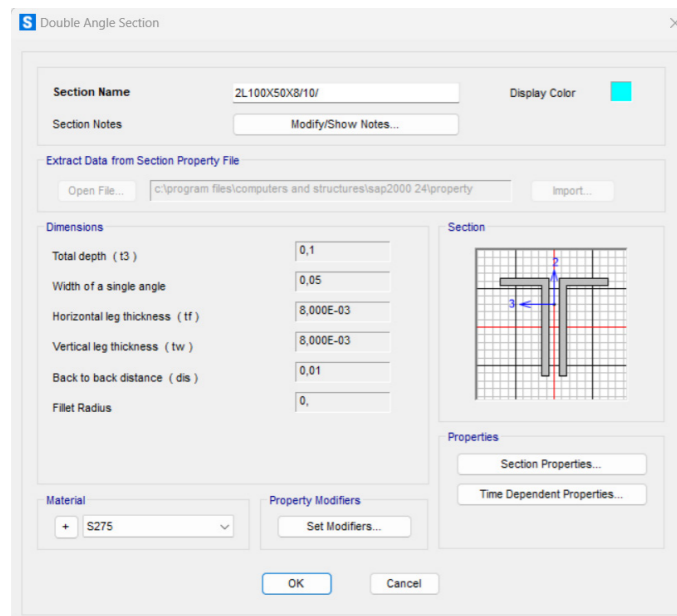 S Double Angle Section
Section Name 2L100X50X8/10/ Display Color
Section Notes Modify/Show Notes...
Extract Data from Section Property File
Open File... c:\program files\computers and structures\sap2000 24\property Import...
Dimensions
Total depth ( t3 ) 0,1
Width of a single angle 0,05
Horizontal leg thickness ( tf ) 8,000E-03
Vertical leg thickness ( tw ) 8,000E-03
Back to back distance ( dis ) 0,01
Fillet Radius 0,
Section
2
3
Properties
Section Properties...
Time Dependent Properties...
Material
+ S275
Property Modifiers
Set Modifiers...
OK Cancel